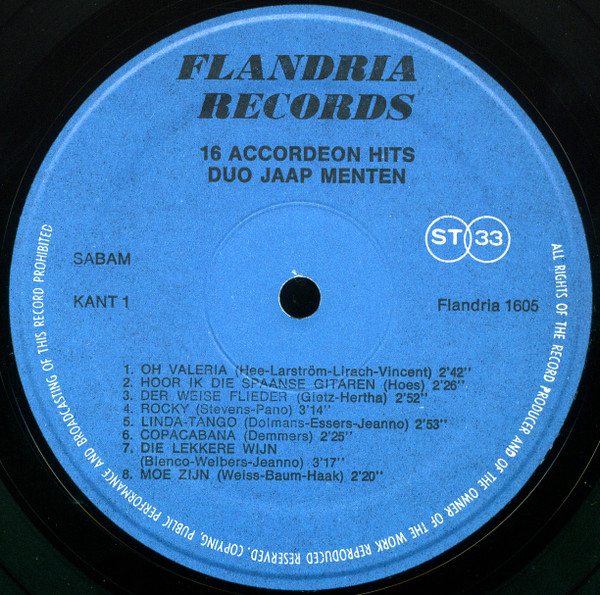 FLANDRIA
RECORDS
16 ACCORDEON HITS
DUO JAAP MENTEN
ST 33
SABAM
KANT 1
Flandria 1605
1. OH VALERIA (Hee-Larström-Lirach-Vincent) 2'42''
2. HOOR IK DIE SPAANSE GITAREN (Hoes) 2'26''
3. DER WEISE FLIEDER (Gietz-Hertha) 2'52''
4. ROCKY (Stevens-Pano) 3'14''
5. LINDA-TANGO (Dolmans-Essers-Jeanno) 2'53''
6. COPACABANA (Demmers) 2'25''
7. DIE LEKKERE WIJN
(Blenco-Welbers-Jeanno) 3'17''
8. MOE ZIJN (Weiss-Baum-Haak) 2'20''
ALL RIGHTS OF THE RECORD PRODUCER AND OF THE OWNER OF THE WORK REPRODUCED RESERVED. COPYING, PUBLIC PERFORMANCE AND BROADCASTING OF THIS RECORD PROHIBITED